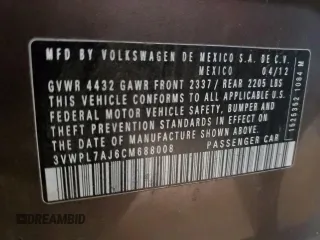 MFD BY VOLKSWAGEN DE MEXICO S.A. DE C.V.
MEXICO 04/12
GVWR 4432 GAWR FRONT 2337 / REAR 2205 LBS
THIS VEHICLE CONFORMS TO ALL APPLICABLE
FEDERAL MOTOR VEHICLE SAFETY, BUMPER AND
THEFT PREVENTION STANDARDS IN EFFECT ON
THE DATE OF MANUFACTURE SHOWN ABOVE.
3VWPL7AJ6CM688008 PASSENGER CAR
DREAMBID